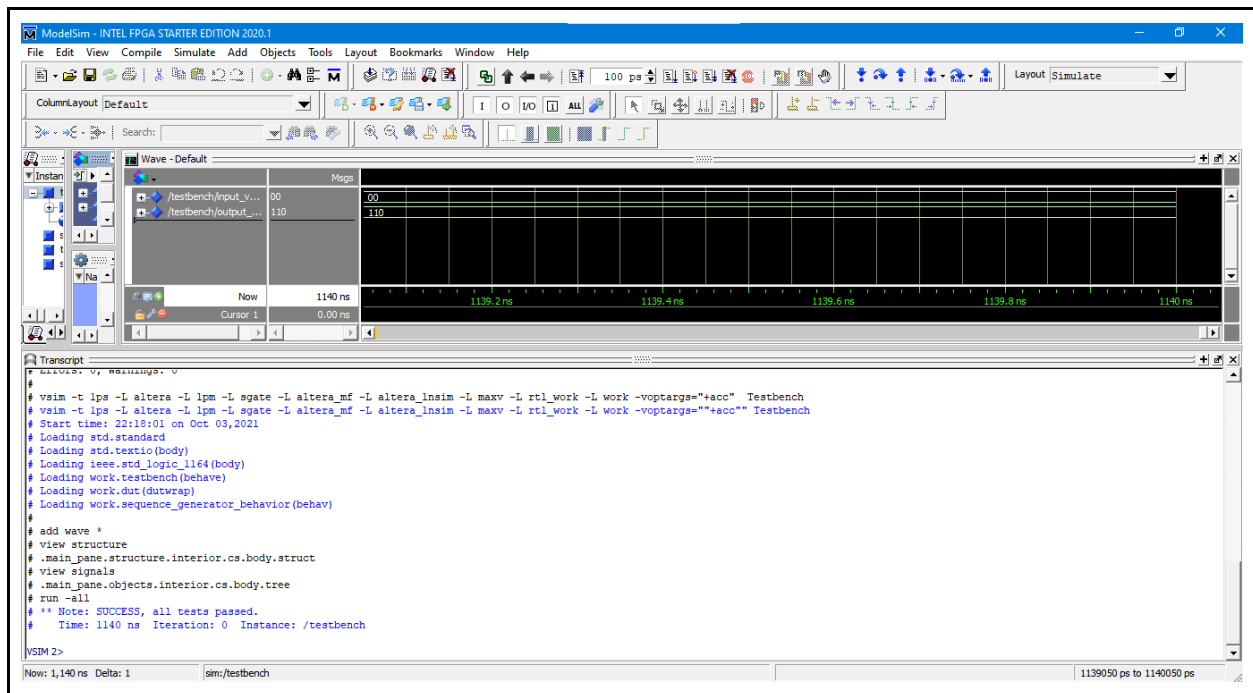 ModelSim - INTEL FPGA STARTER EDITION 2020.1
File Edit View Compile Simulate Add Objects Tools Layout Bookmarks Window Help
100 ps
Layout Simulate
ColumnLayout Default
I O I/O ALL
Search:
Wave - Default
Instan
Msgs
/testbench/input_v... 00 00
/testbench/output_... 110 110
Na
Now 1140 ns
1139.2 ns 1139.4 ns 1139.6 ns 1139.8 ns 1140 ns
Cursor 1 0.00 ns
Transcript
# Errors: 0, Warnings: 0
#
# vsim -t 1ps -L altera -L lpm -L sgate -L altera_mf -L altera_lnsim -L maxv -L rtl_work -L work -voptargs="+acc" Testbench
# vsim -t 1ps -L altera -L lpm -L sgate -L altera_mf -L altera_lnsim -L maxv -L rtl_work -L work -voptargs=""+acc"" Testbench
# Start time: 22:18:01 on Oct 03,2021
# Loading std.standard
# Loading std.textio(body)
# Loading ieee.std_logic_1164(body)
# Loading work.testbench(behave)
# Loading work.dut(dutwrap)
# Loading work.sequence_generator_behavior(behav)
#
# add wave *
# view structure
# .main_pane.structure.interior.cs.body.struct
# view signals
# .main_pane.objects.interior.cs.body.tree
# run -all
# ** Note: SUCCESS, all tests passed.
# Time: 1140 ns Iteration: 0 Instance: /testbench
VSIM 2>
Now: 1,140 ns Delta: 1 sim:/testbench 1139050 ps to 1140050 ps